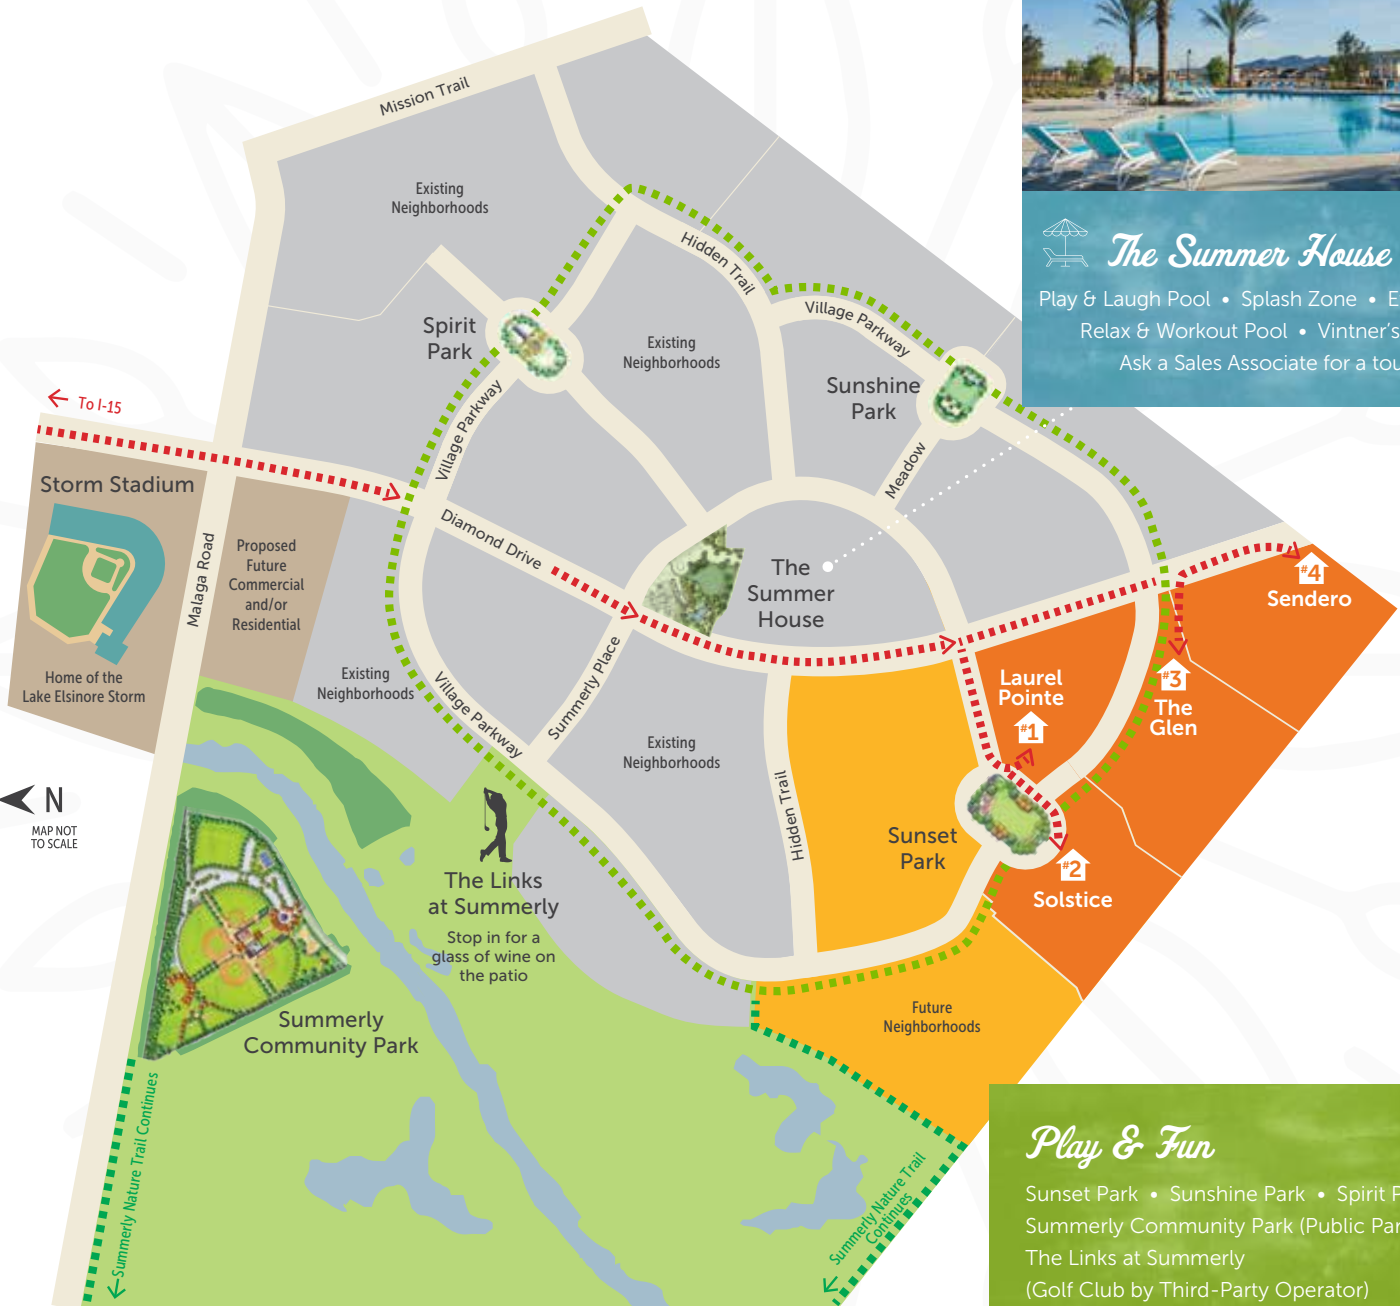 Mission Trail
Existing
Neighborhoods
Hidden Trail
The Summer House
Play & Laugh Pool • Splash Zone • E
Relax & Workout Pool • Vintner's
Ask a Sales Associate for a tou
Spirit
Park
Existing
Neighborhoods
Village Parkway
Sunshine
Park
To I-15
Village Parkway
Meadow
Storm Stadium
Diamond Drive
Malaga Road
Proposed
Future
Commercial
and/or
Residential
The
Summer
House
#4
Sendero
Home of the
Lake Elsinore Storm
Existing
Neighborhoods
Village Parkway
Summerly Place
Laurel
Pointe
#1
#3
The
Glen
Existing
Neighborhoods
N
MAP NOT
TO SCALE
Hidden Trail
Sunset
Park
#2
Solstice
The Links
at Summerly
Stop in for a
glass of wine on
the patio
Summerly
Community Park
Future
Neighborhoods
Summerly Nature Trail Continues
Summerly Nature Trail
Continues
Play & Fun
Sunset Park • Sunshine Park • Spirit P
Summerly Community Park (Public Par
The Links at Summerly
(Golf Club by Third-Party Operator)